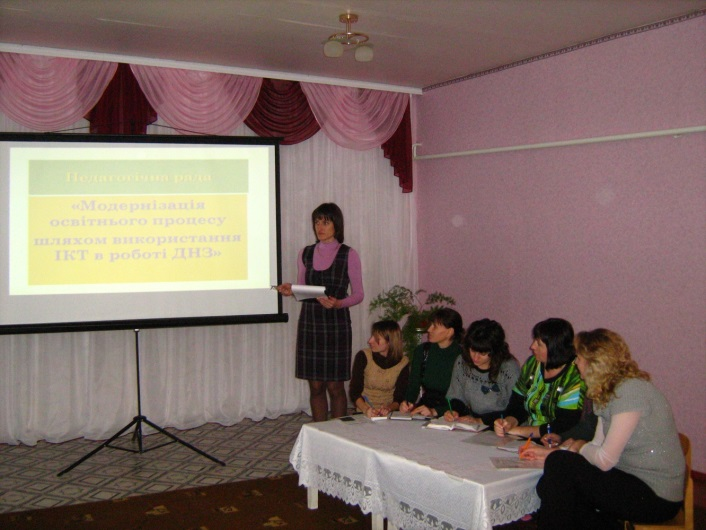 Педагогічна рада
«Модернізація
освітнього процесу
шляхом використання
ІКТ в роботі ДНЗ»